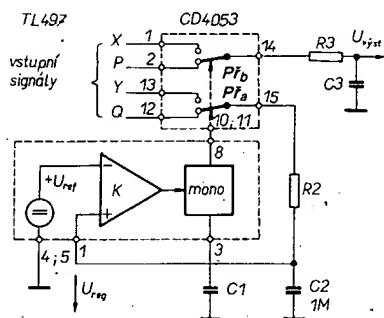 TL497
CD4053
vstupní
signály
X 1
P 2
Y 13
Q 12
14 R3 U výst
Př b
Př a
15
C3
10; 11
8
+U ref
K
mono
R2
4; 5
1
3
U reg
C1
C2
1M